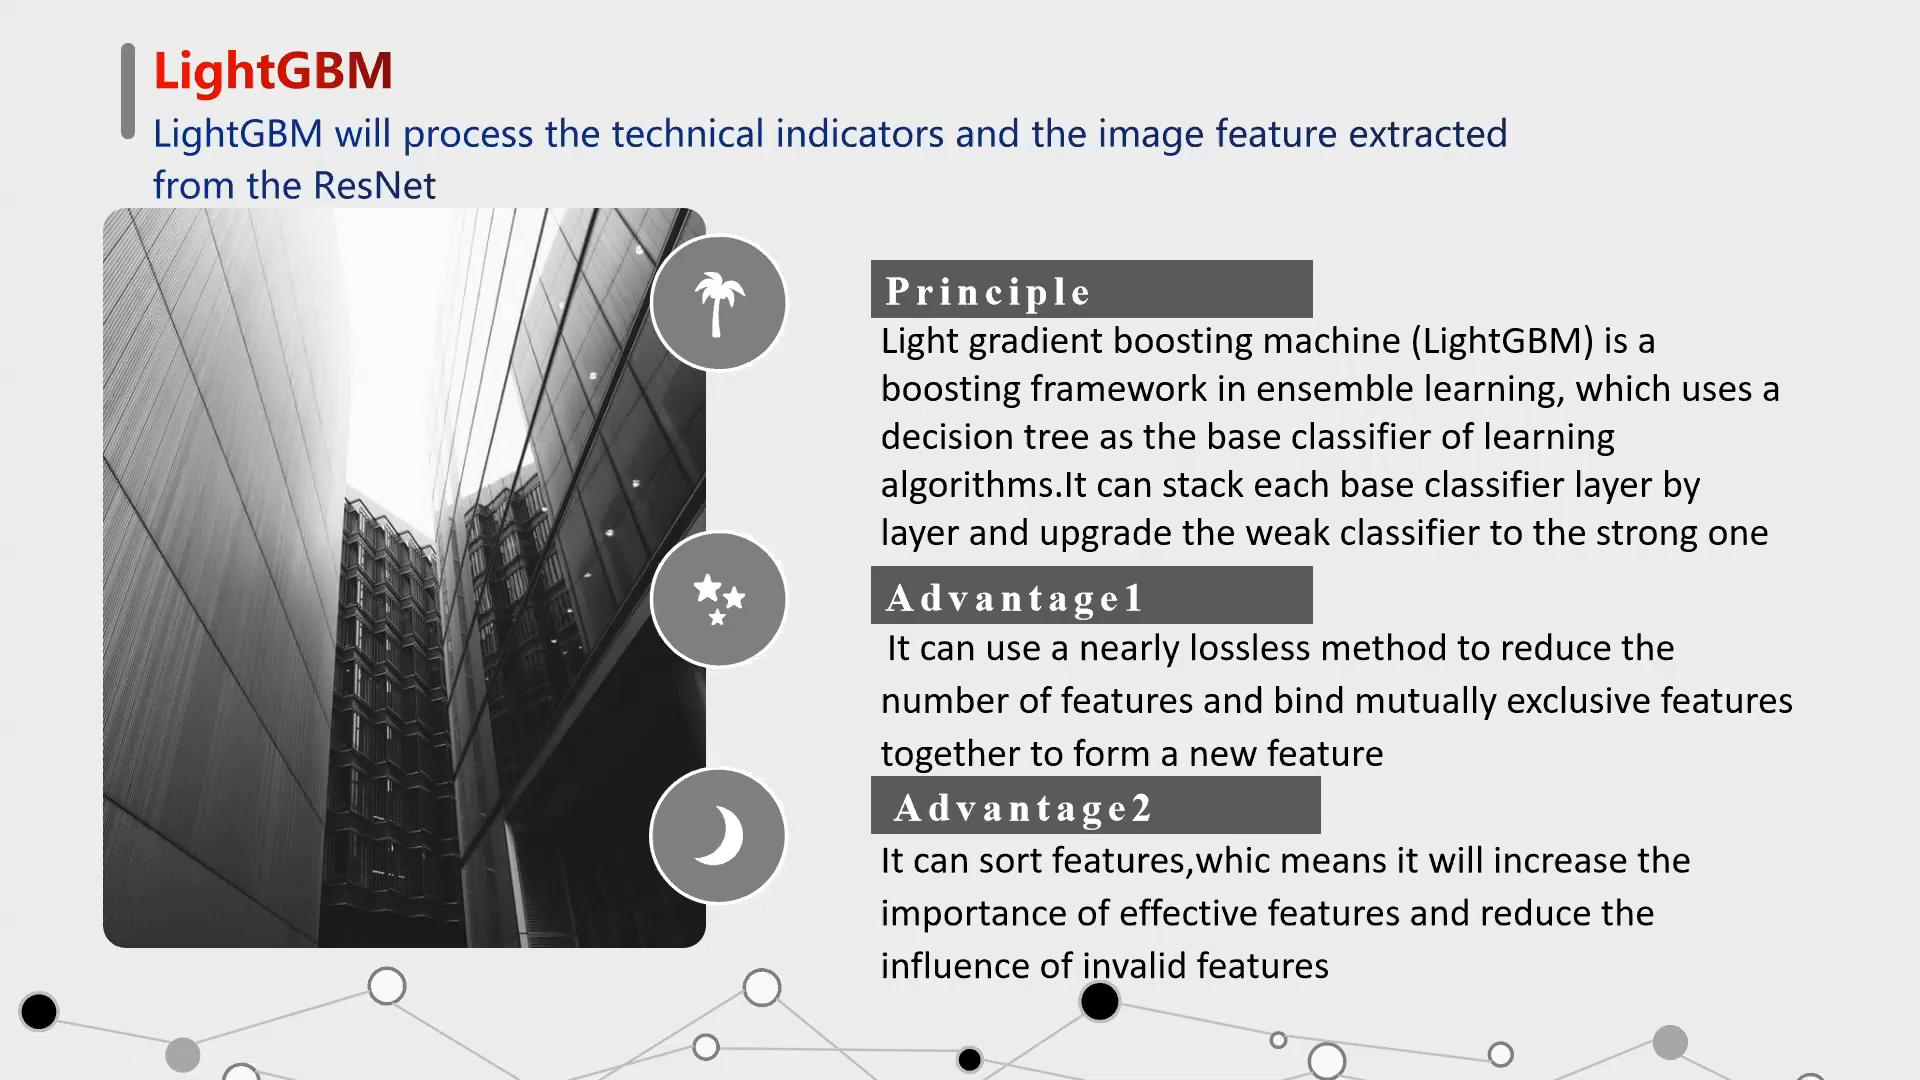 LightGBM
LightGBM will process the technical indicators and the image feature extracted
from the ResNet
Principle
Light gradient boosting machine (LightGBM) is a
boosting framework in ensemble learning, which uses a
decision tree as the base classifier of learning
algorithms.It can stack each base classifier layer by
layer and upgrade the weak classifier to the strong one
Advantage1
It can use a nearly lossless method to reduce the
number of features and bind mutually exclusive features
together to form a new feature
Advantage2
It can sort features,whic means it will increase the
importance of effective features and reduce the
influence of invalid features